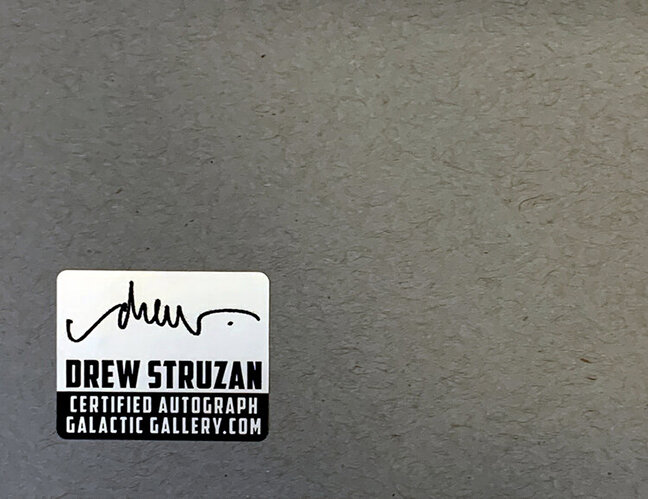 drew.
DREW STRUZAN
CERTIFIED AUTOGRAPH
GALACTIC GALLERY.COM